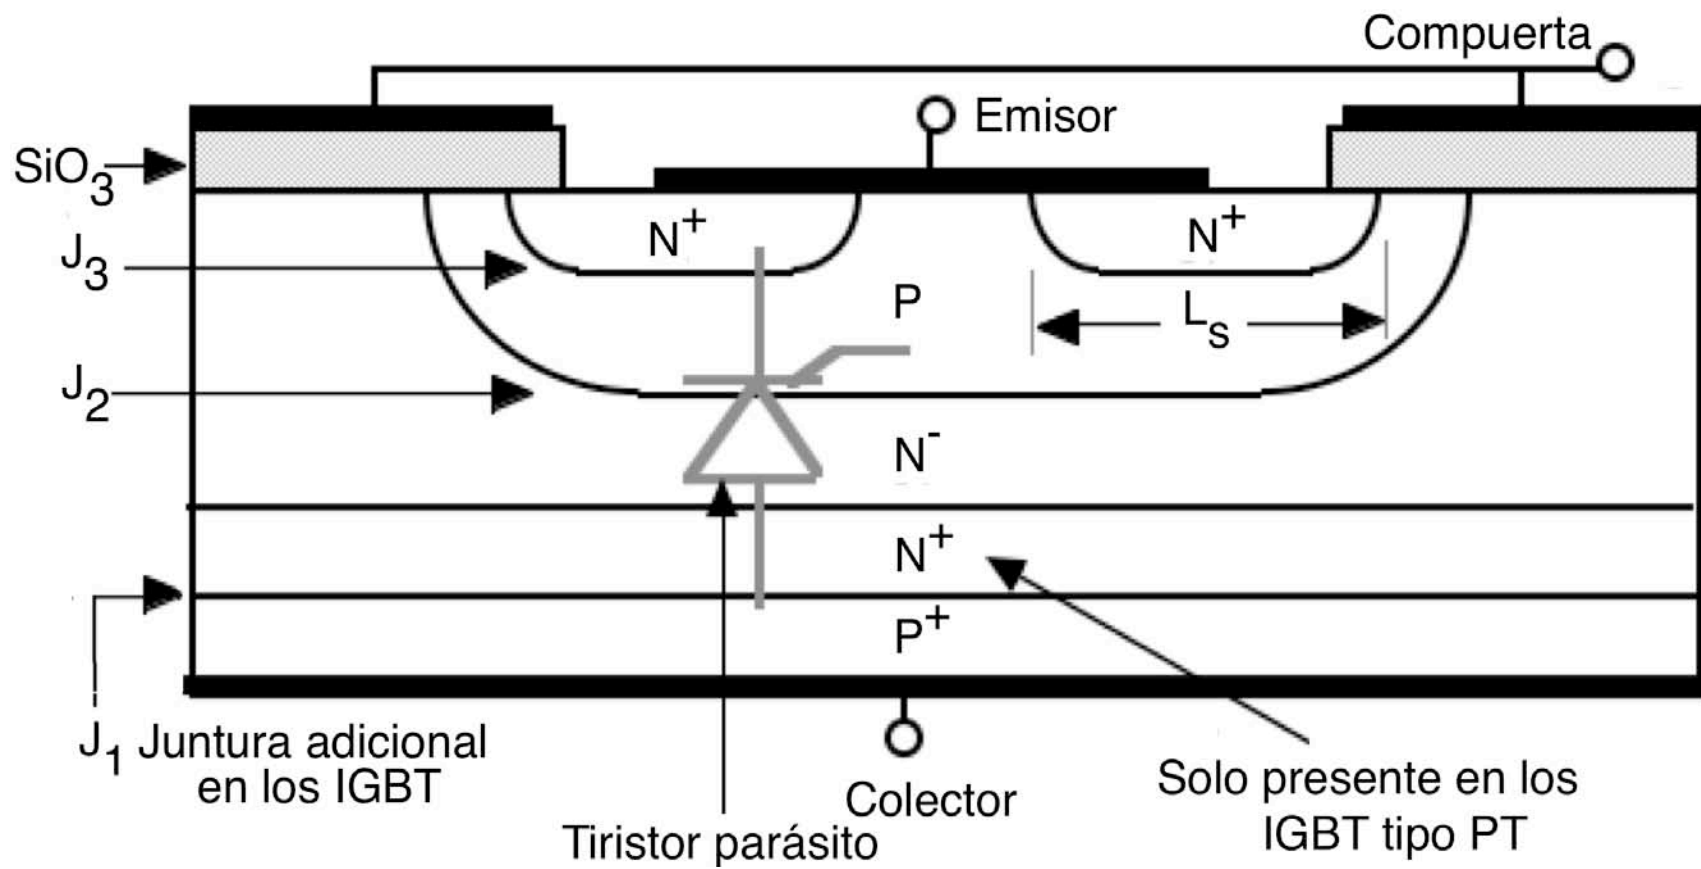 Compuerta
Emisor
SiO3
N+
N+
J3
P
LS
J2
N-
N+
P+
J1 Juntura adicional
en los IGBT
Colector
Tiristor parásito
Solo presente en los
IGBT tipo PT